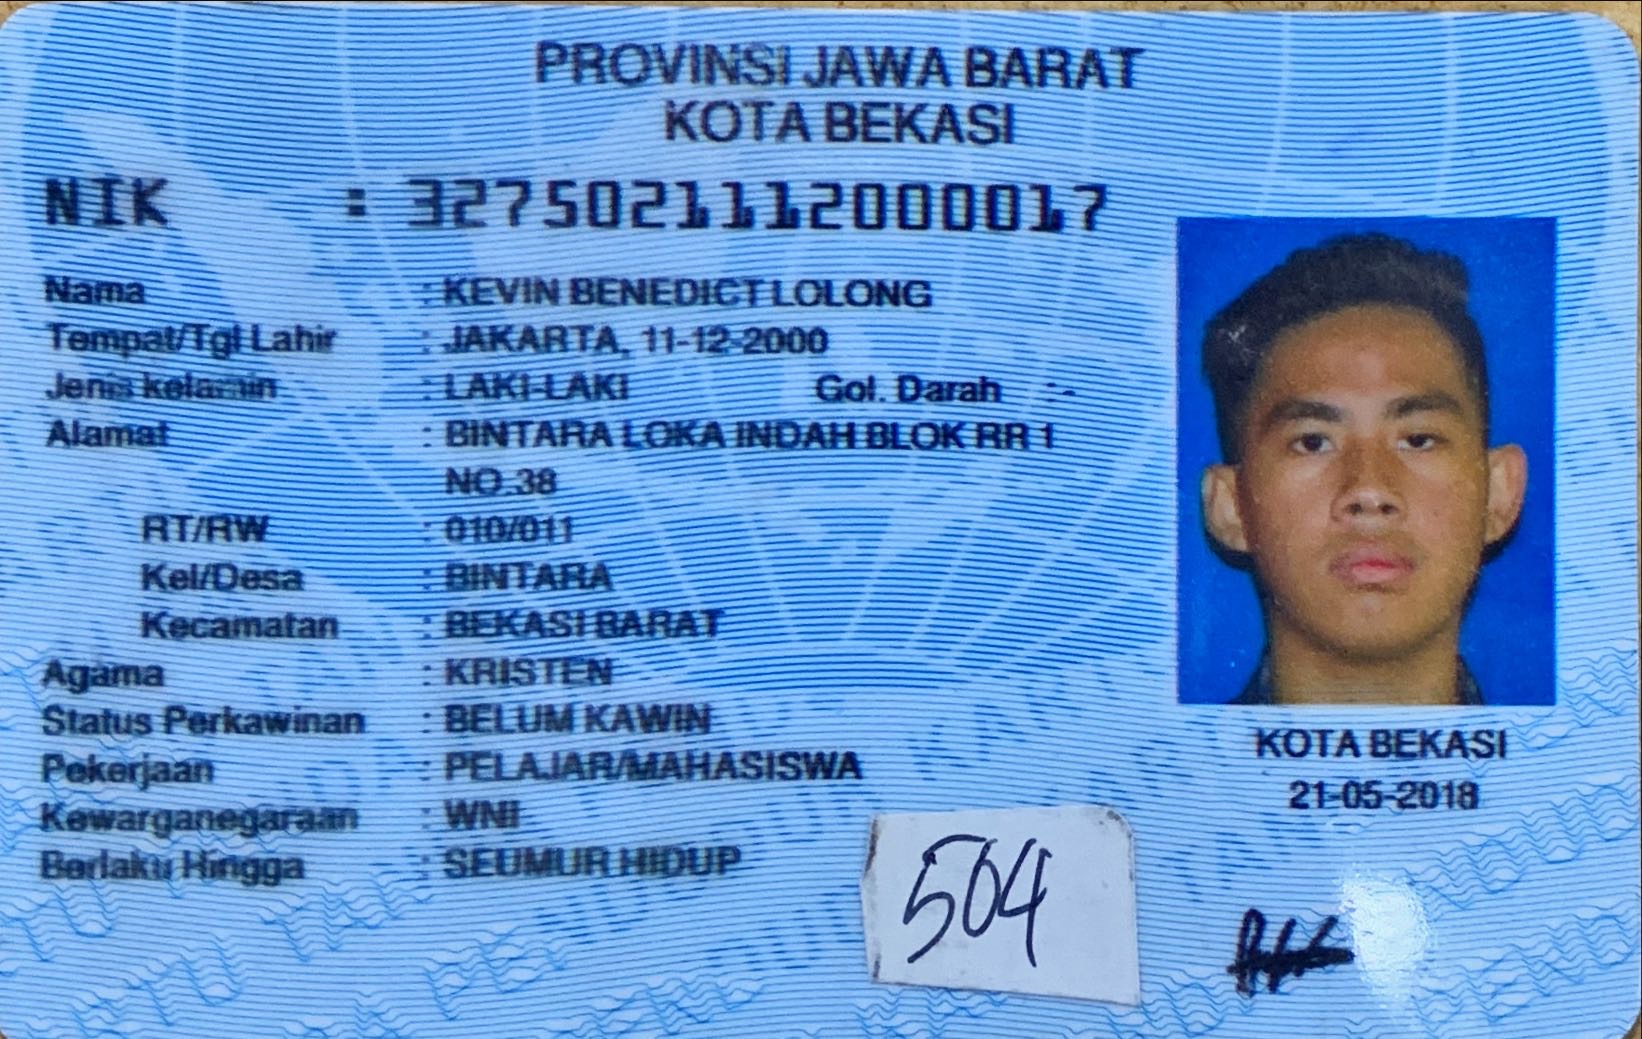 PROVINSI JAWA BARAT
KOTA BEKASI
NIK : 3275021112000017
Nama : KEVIN BENEDICT LOLONG
Tempat/Tgl Lahir : JAKARTA, 11-12-2000
Jenis kelamin : LAKI-LAKI Gol. Darah : -
Alamat : BINTARA LOKA INDAH BLOK RR 1
NO.38
RT/RW : 010/011
Kel/Desa : BINTARA
Kecamatan : BEKASI BARAT
Agama : KRISTEN
Status Perkawinan : BELUM KAWIN
Pekerjaan : PELAJAR/MAHASISWA
Kewarganegaraan : WNI
Berlaku Hingga : SEUMUR HIDUP
KOTA BEKASI
21-05-2018
504